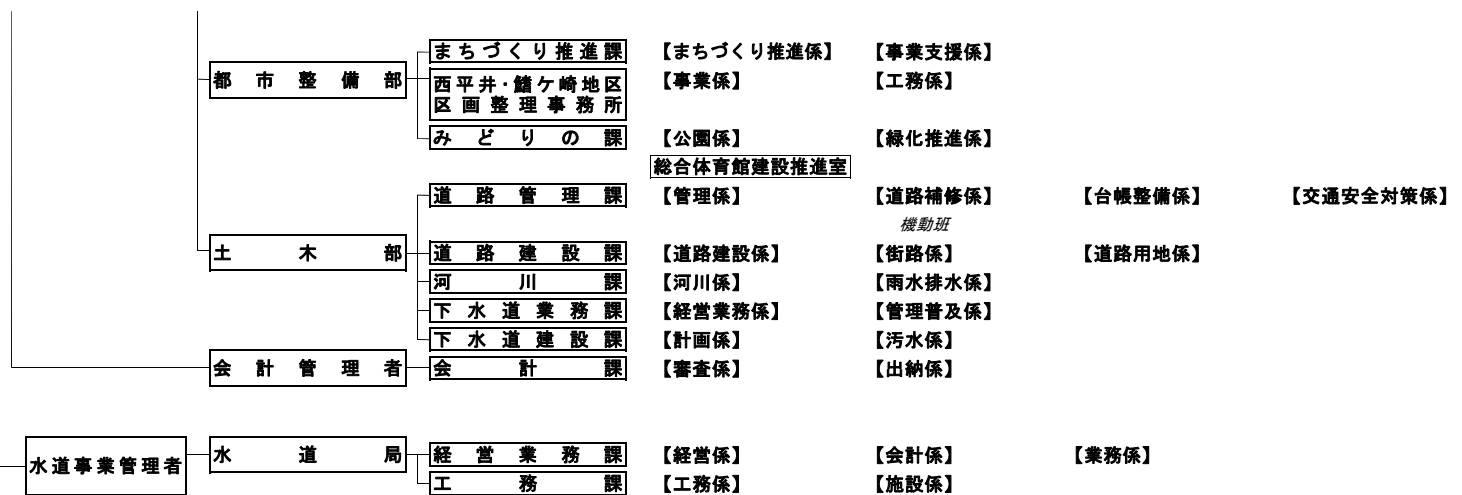 まちづくり推進課 【まちづくり推進係】 【事業支援係】
都市整備部 西平井・鰭ケ崎地区 【事業係】 【工務係】
区画整理事務所
みどりの課 【公園係】 【緑化推進係】
総合体育館建設推進室
道路管理課 【管理係】 【道路補修係】 【台帳整備係】 【交通安全対策係】
機動班
土木部 道路建設課 【道路建設係】 【街路係】 【道路用地係】
河川課 【河川係】 【雨水排水係】
下水道業務課 【経営業務係】 【管理普及係】
下水道建設課 【計画係】 【汚水係】
会計管理者 会計課 【審査係】 【出納係】
水道事業管理者 水道局 経営業務課 【経営係】 【会計係】 【業務係】
工務課 【工務係】 【施設係】